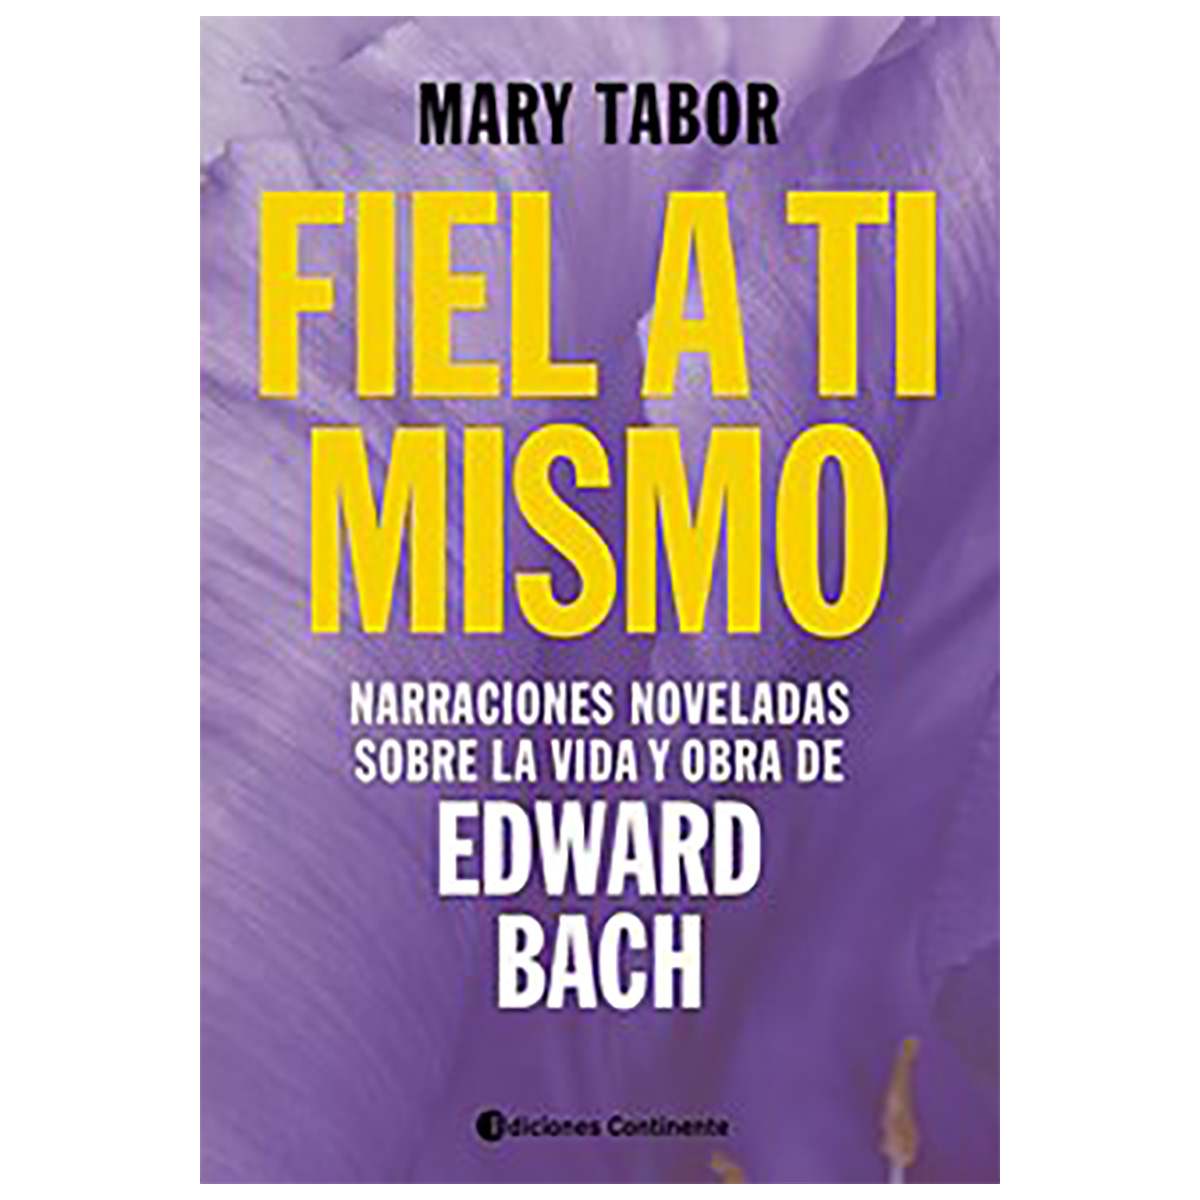 MARY TABOR
FIEL A TI
MISMO
NARRACIONES NOVELADAS
SOBRE LA VIDA Y OBRA DE
EDWARD
BACH
Ediciones Continente